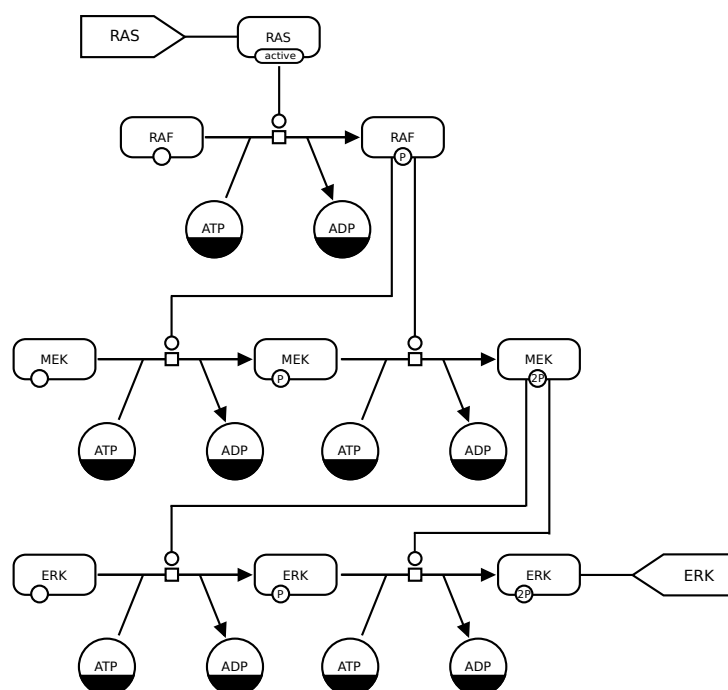 RAS
RAS
active
RAF
RAF
P
ATP
ADP
MEK
MEK
P
MEK
2P
ATP
ADP
ATP
ADP
ERK
ERK
P
ERK
2P
ERK
ATP
ADP
ATP
ADP